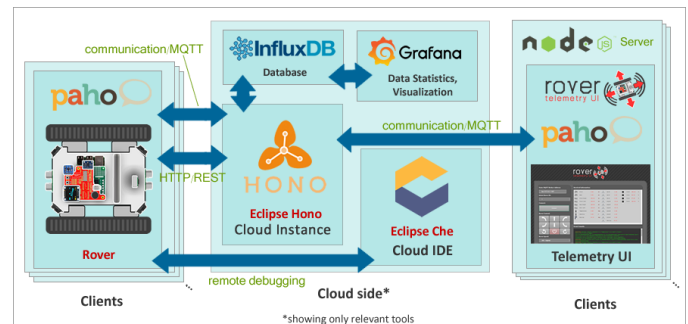 communication/MQTT
paho
HTTP/REST
Rover
Clients
InfluxDB
Database
Grafana
Data Statistics,
Visualization
HONO
Eclipse Hono
Cloud Instance
communication/MQTT
Eclipse Che
Cloud IDE
remote debugging
Cloud side*
*showing only relevant tools
node JS Server
rover
telemetry UI
paho
rover
Telemetry UI
Clients